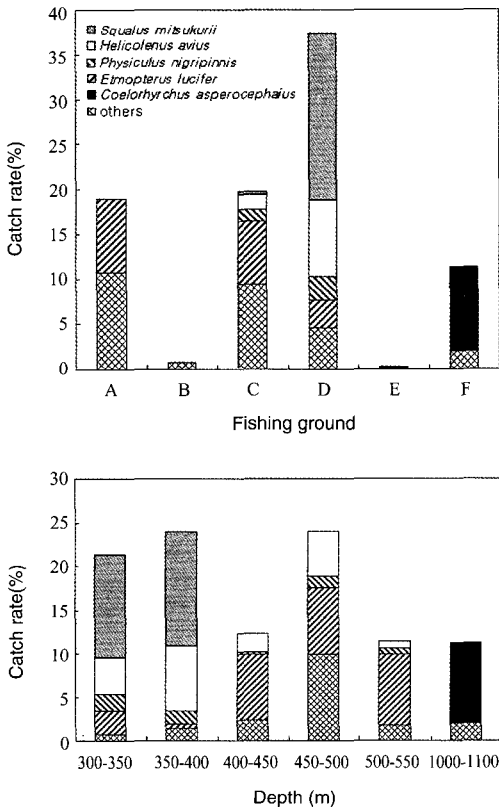 40
35
30
25
20
15
10
5
0
Catch rate(%)
Squalus mitsukurii
Helicolenus avius
Physiculus nigripinnis
Etmopterus lucifer
Coelorhyrchus asperocephaius
others
A B C D E F
Fishing ground
30
25
20
15
10
5
0
Catch rate(%)
300-350 350-400 400-450 450-500 500-550 1000-1100
Depth (m)